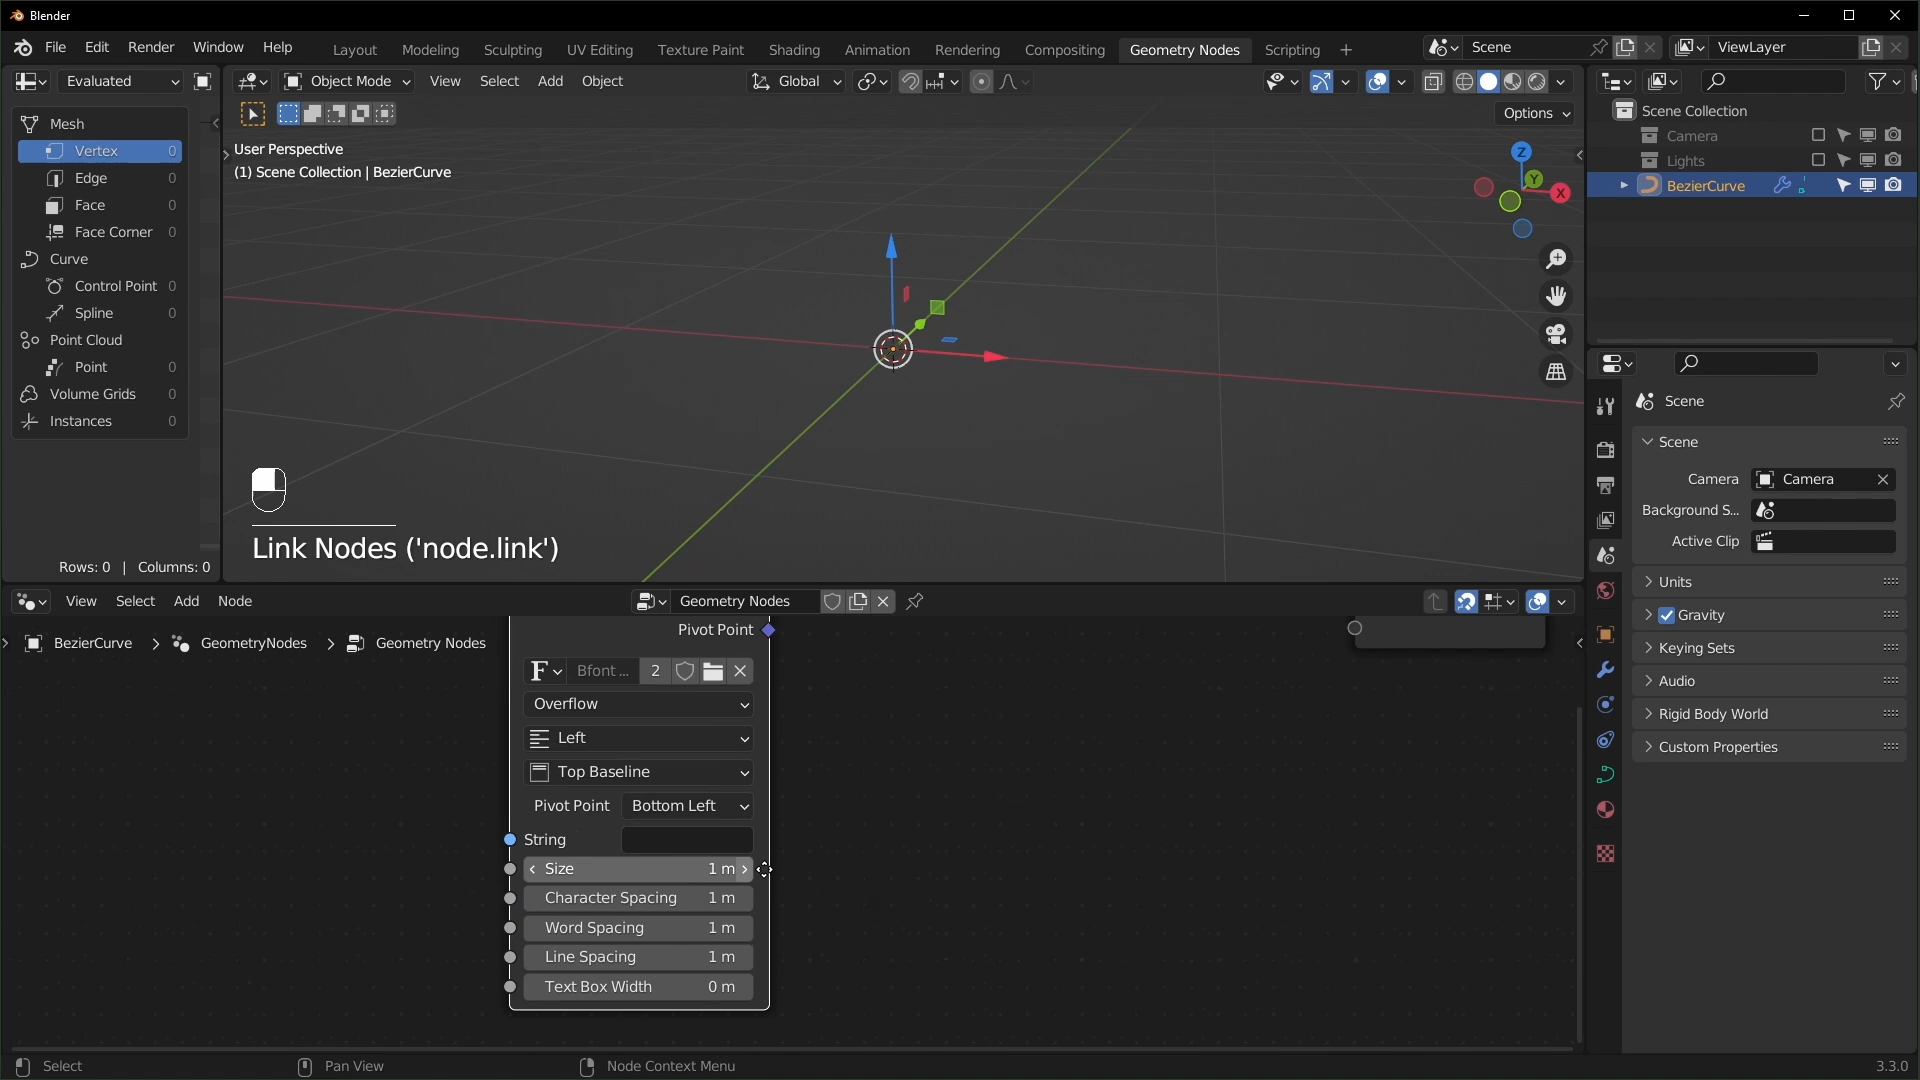 Blender
File Edit Render Window Help Layout Modeling Sculpting UV Editing Texture Paint Shading Animation Rendering Compositing Geometry Nodes Scripting + Scene ViewLayer
Evaluated Object Mode View Select Add Object Global
Options
Mesh
Vertex 0
Edge 0
Face 0
Face Corner 0
Curve
Control Point 0
Spline 0
Point Cloud
Point 0
Volume Grids 0
Instances 0
Rows: 0 | Columns: 0
User Perspective
(1) Scene Collection | BezierCurve
Z
Y
X
Link Nodes ('node.link')
Scene Collection
Camera
Lights
BezierCurve
Scene
Scene
Camera Camera
Background S...
Active Clip
Units
Gravity
Keying Sets
Audio
Rigid Body World
Custom Properties
View Select Add Node Geometry Nodes
BezierCurve > GeometryNodes > Geometry Nodes
Pivot Point
F Bfont ... 2
Overflow
Left
Top Baseline
Pivot Point Bottom Left
String
Size 1 m
Character Spacing 1 m
Word Spacing 1 m
Line Spacing 1 m
Text Box Width 0 m
Select Pan View Node Context Menu 3.3.0